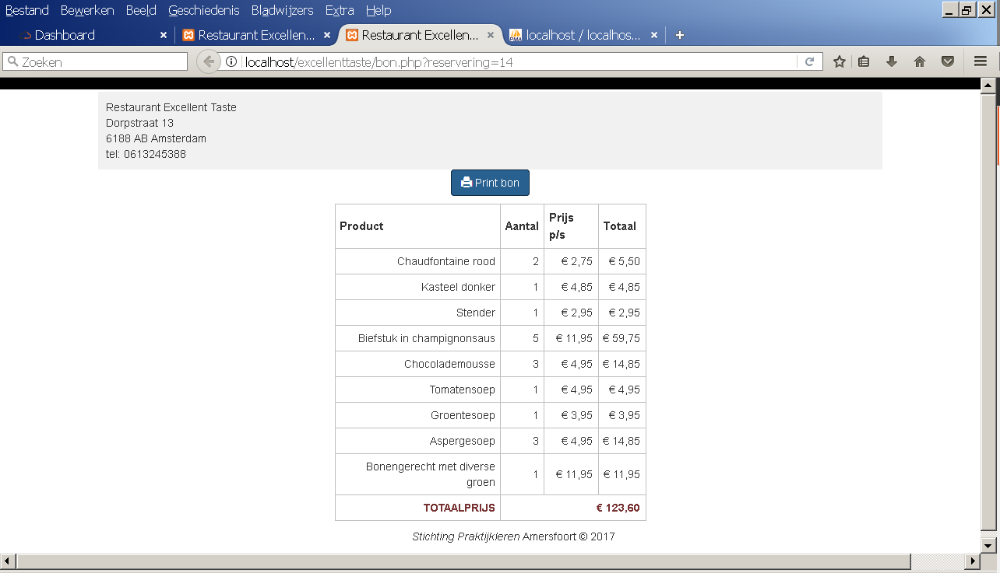 Bestand Bewerken Beeld Geschiedenis Bladwijzers Extra Help
Dashboard × Restaurant Excellen... × Restaurant Excellen... × localhost / localhos... × +
Zoeken localhost/excellenttaste/bon.php?reservering=14
Restaurant Excellent Taste
Dorpstraat 13
6188 AB Amsterdam
tel: 0613245388
Print bon
Product Aantal Prijs p/s Totaal
Chaudfontaine rood 2 € 2,75 € 5,50
Kasteel donker 1 € 4,85 € 4,85
Stender 1 € 2,95 € 2,95
Biefstuk in champignonsaus 5 € 11,95 € 59,75
Chocolademousse 3 € 4,95 € 14,85
Tomatensoep 1 € 4,95 € 4,95
Groentesoep 1 € 3,95 € 3,95
Aspergesoep 3 € 4,95 € 14,85
Bonengerecht met diverse groen 1 € 11,95 € 11,95
TOTAALPRIJS € 123,60
Stichting Praktijkleren Amersfoort © 2017